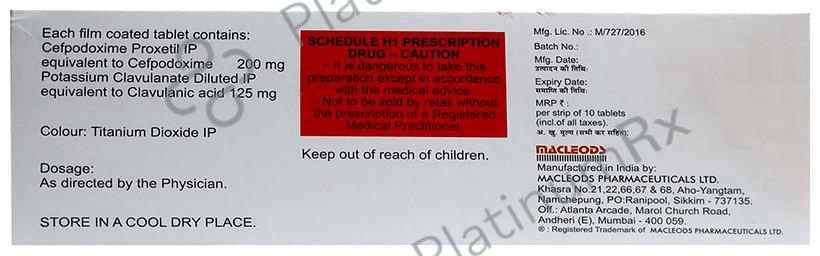 Each film coated tablet contains:
Cefpodoxime Proxetil IP
equivalent to Cefpodoxime 200 mg
Potassium Clavulanate Diluted IP
equivalent to Clavulanic acid 125 mg
Colour: Titanium Dioxide IP
Dosage:
As directed by the Physician.
STORE IN A COOL DRY PLACE.
SCHEDULE H1 PRESCRIPTION
DRUG – CAUTION
– It is dangerous to take this
preparation except in accordance
with the medical advice.
– Not to be sold by retail without
the prescription of a Registered
Medical Practitioner.
Keep out of reach of children.
Mfg. Lic. No .: M/727/2016
Batch No.:
Mfg. Date:
उत्पादन की तिथि:
Expiry Date:
समाप्ति की तिथि:
MRP ₹ :
per strip of 10 tablets
(incl.of all taxes).
अ. खु. मूल्य (सभी कर सहित):
MACLEODS
Manufactured in India by:
MACLEODS PHARMACEUTICALS LTD.
Khasra No.21,22,66,67 & 68, Aho-Yangtam,
Namchepung, PO:Ranipool, Sikkim - 737135.
Off.: Atlanta Arcade, Marol Church Road,
Andheri (E), Mumbai - 400 059.
® : Registered Trademark of MACLEODS PHARMACEUTICALS LTD.
PlatinumRx
PlatinumRx